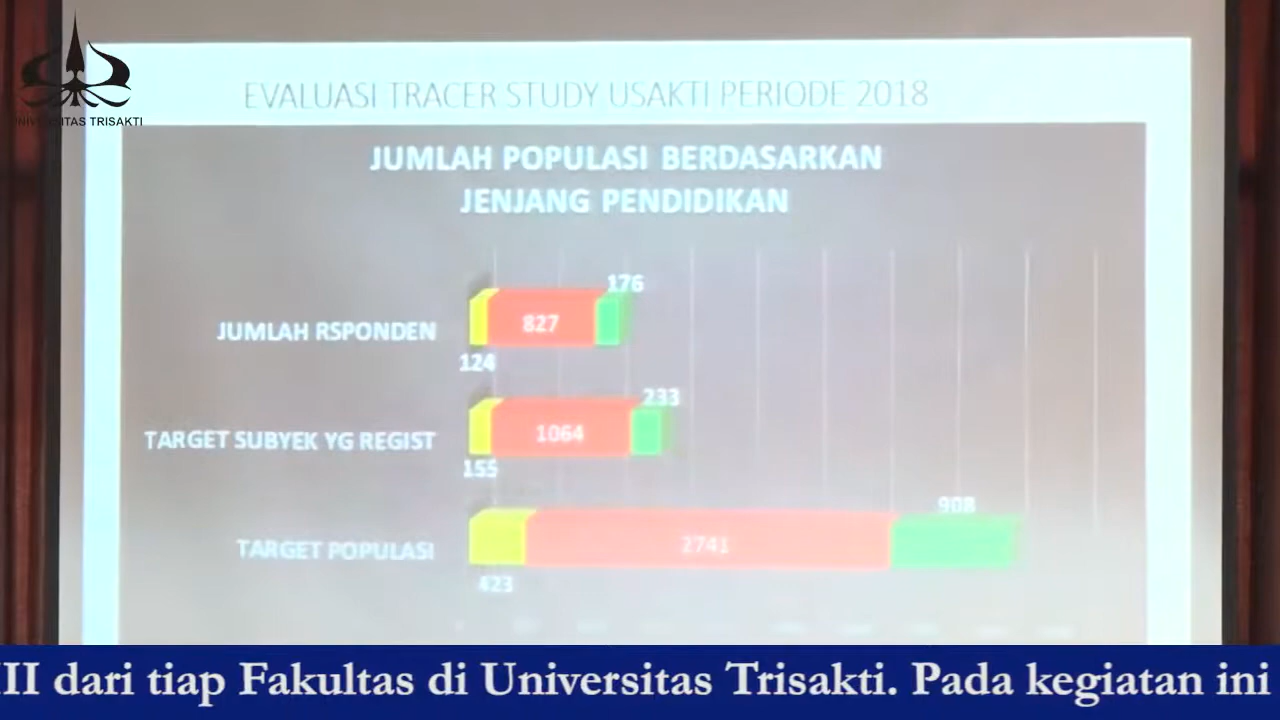 UNIVERSITAS TRISAKTI
EVALUASI TRACER STUDY USAKTI PERIODE 2018
JUMLAH POPULASI BERDASARKAN
JENJANG PENDIDIKAN
176
JUMLAH RSPONDEN
827
124
233
TARGET SUBYEK YG REGIST
1064
155
908
TARGET POPULASI
2741
423
III dari tiap Fakultas di Universitas Trisakti. Pada kegiatan ini